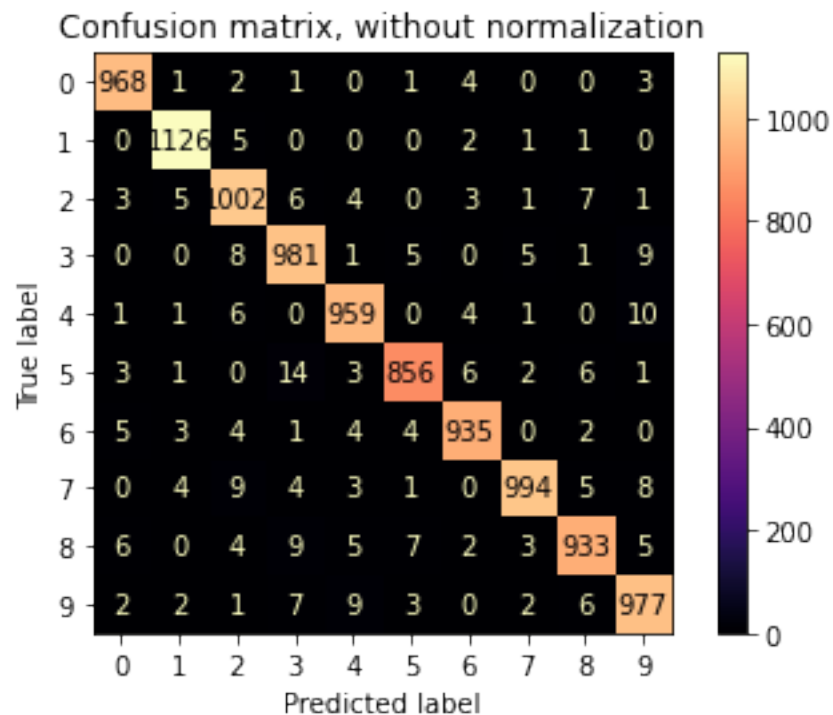 Confusion matrix, without normalization
0 968 1 2 1 0 1 4 0 0 3
1 0 1126 5 0 0 0 2 1 1 0
2 3 5 1002 6 4 0 3 1 7 1
3 0 0 8 981 1 5 0 5 1 9
4 1 1 6 0 959 0 4 1 0 10
5 3 1 0 14 3 856 6 2 6 1
6 5 3 4 1 4 4 935 0 2 0
7 0 4 9 4 3 1 0 994 5 8
8 6 0 4 9 5 7 2 3 933 5
9 2 2 1 7 9 3 0 2 6 977
0 1 2 3 4 5 6 7 8 9
Predicted label
True label
1000
800
600
400
200
0